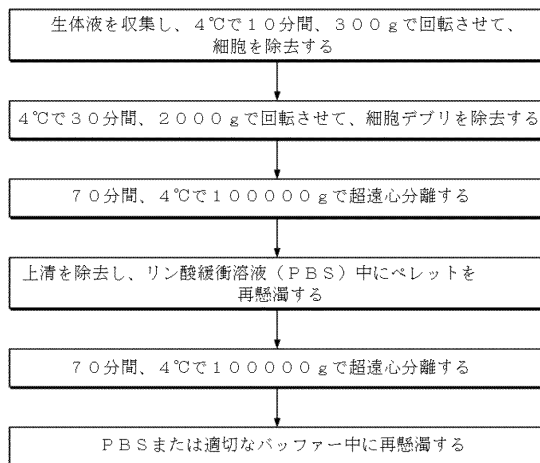 生体液を収集し、4℃で10分間、300gで回転させて、
細胞を除去する
4℃で30分間、2000gで回転させて、細胞デブリを除去する
70分間、4℃で100000gで超遠心分離する
上清を除去し、リン酸緩衝溶液（PBS）中にペレットを
再懸濁する
70分間、4℃で100000gで超遠心分離する
PBSまたは適切なバッファー中に再懸濁する